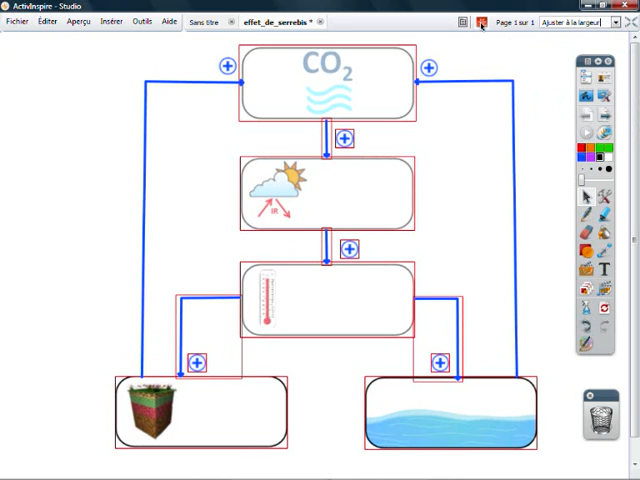 ActivInspire - Studio
Fichier Éditer Aperçu Insérer Outils Aide
Sans titre
effet_de_serrebis *
Page 1 sur 1
Ajuster à la largeur
CO2
IR
T